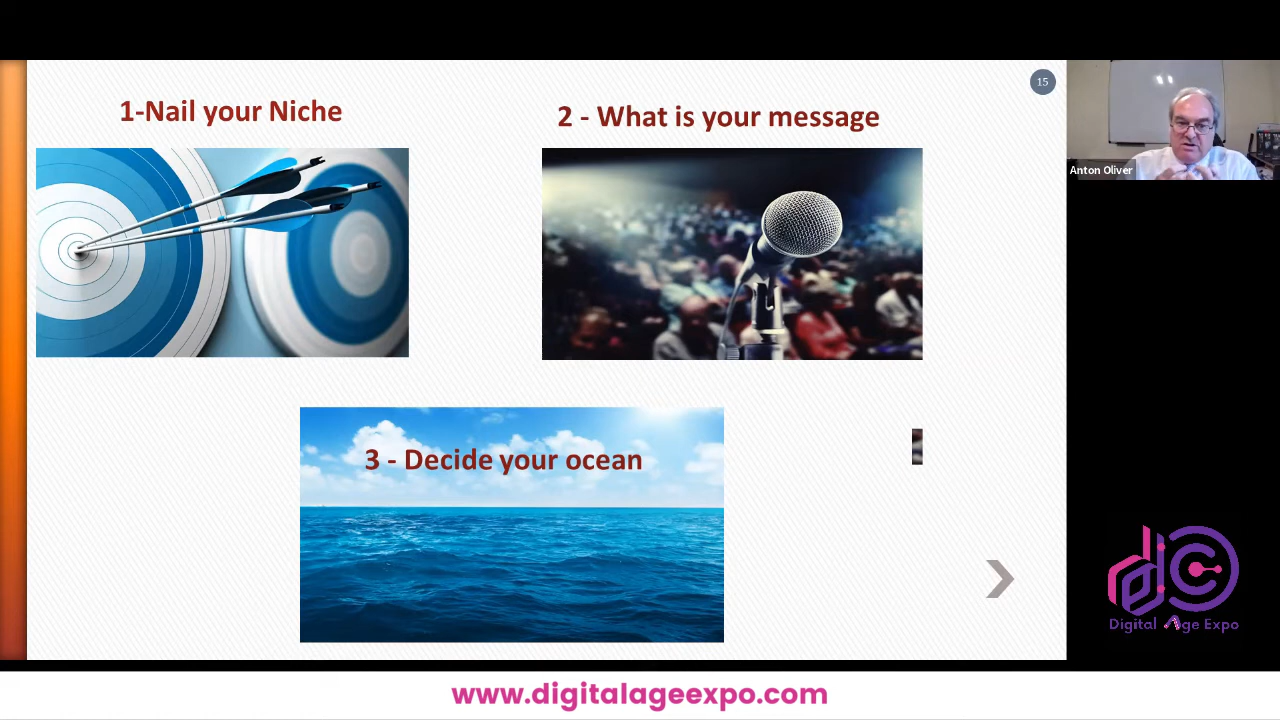 15
1-Nail your Niche
2 - What is your message
3 - Decide your ocean
Anton Oliver
Digital Age Expo
www.digitalageexpo.com